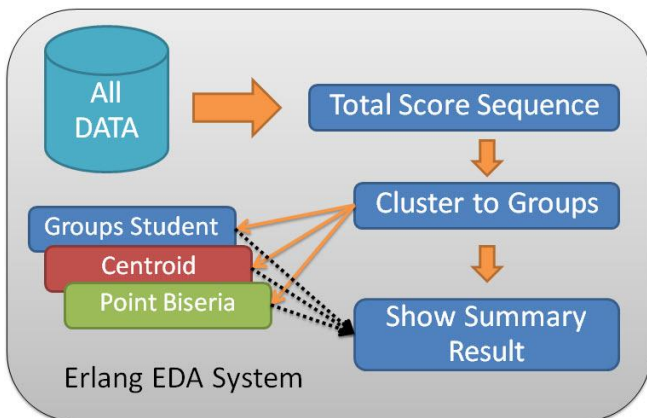 All
DATA
Total Score Sequence
Cluster to Groups
Groups Student
Centroid
Point Biseria
Show Summary
Result
Erlang EDA System